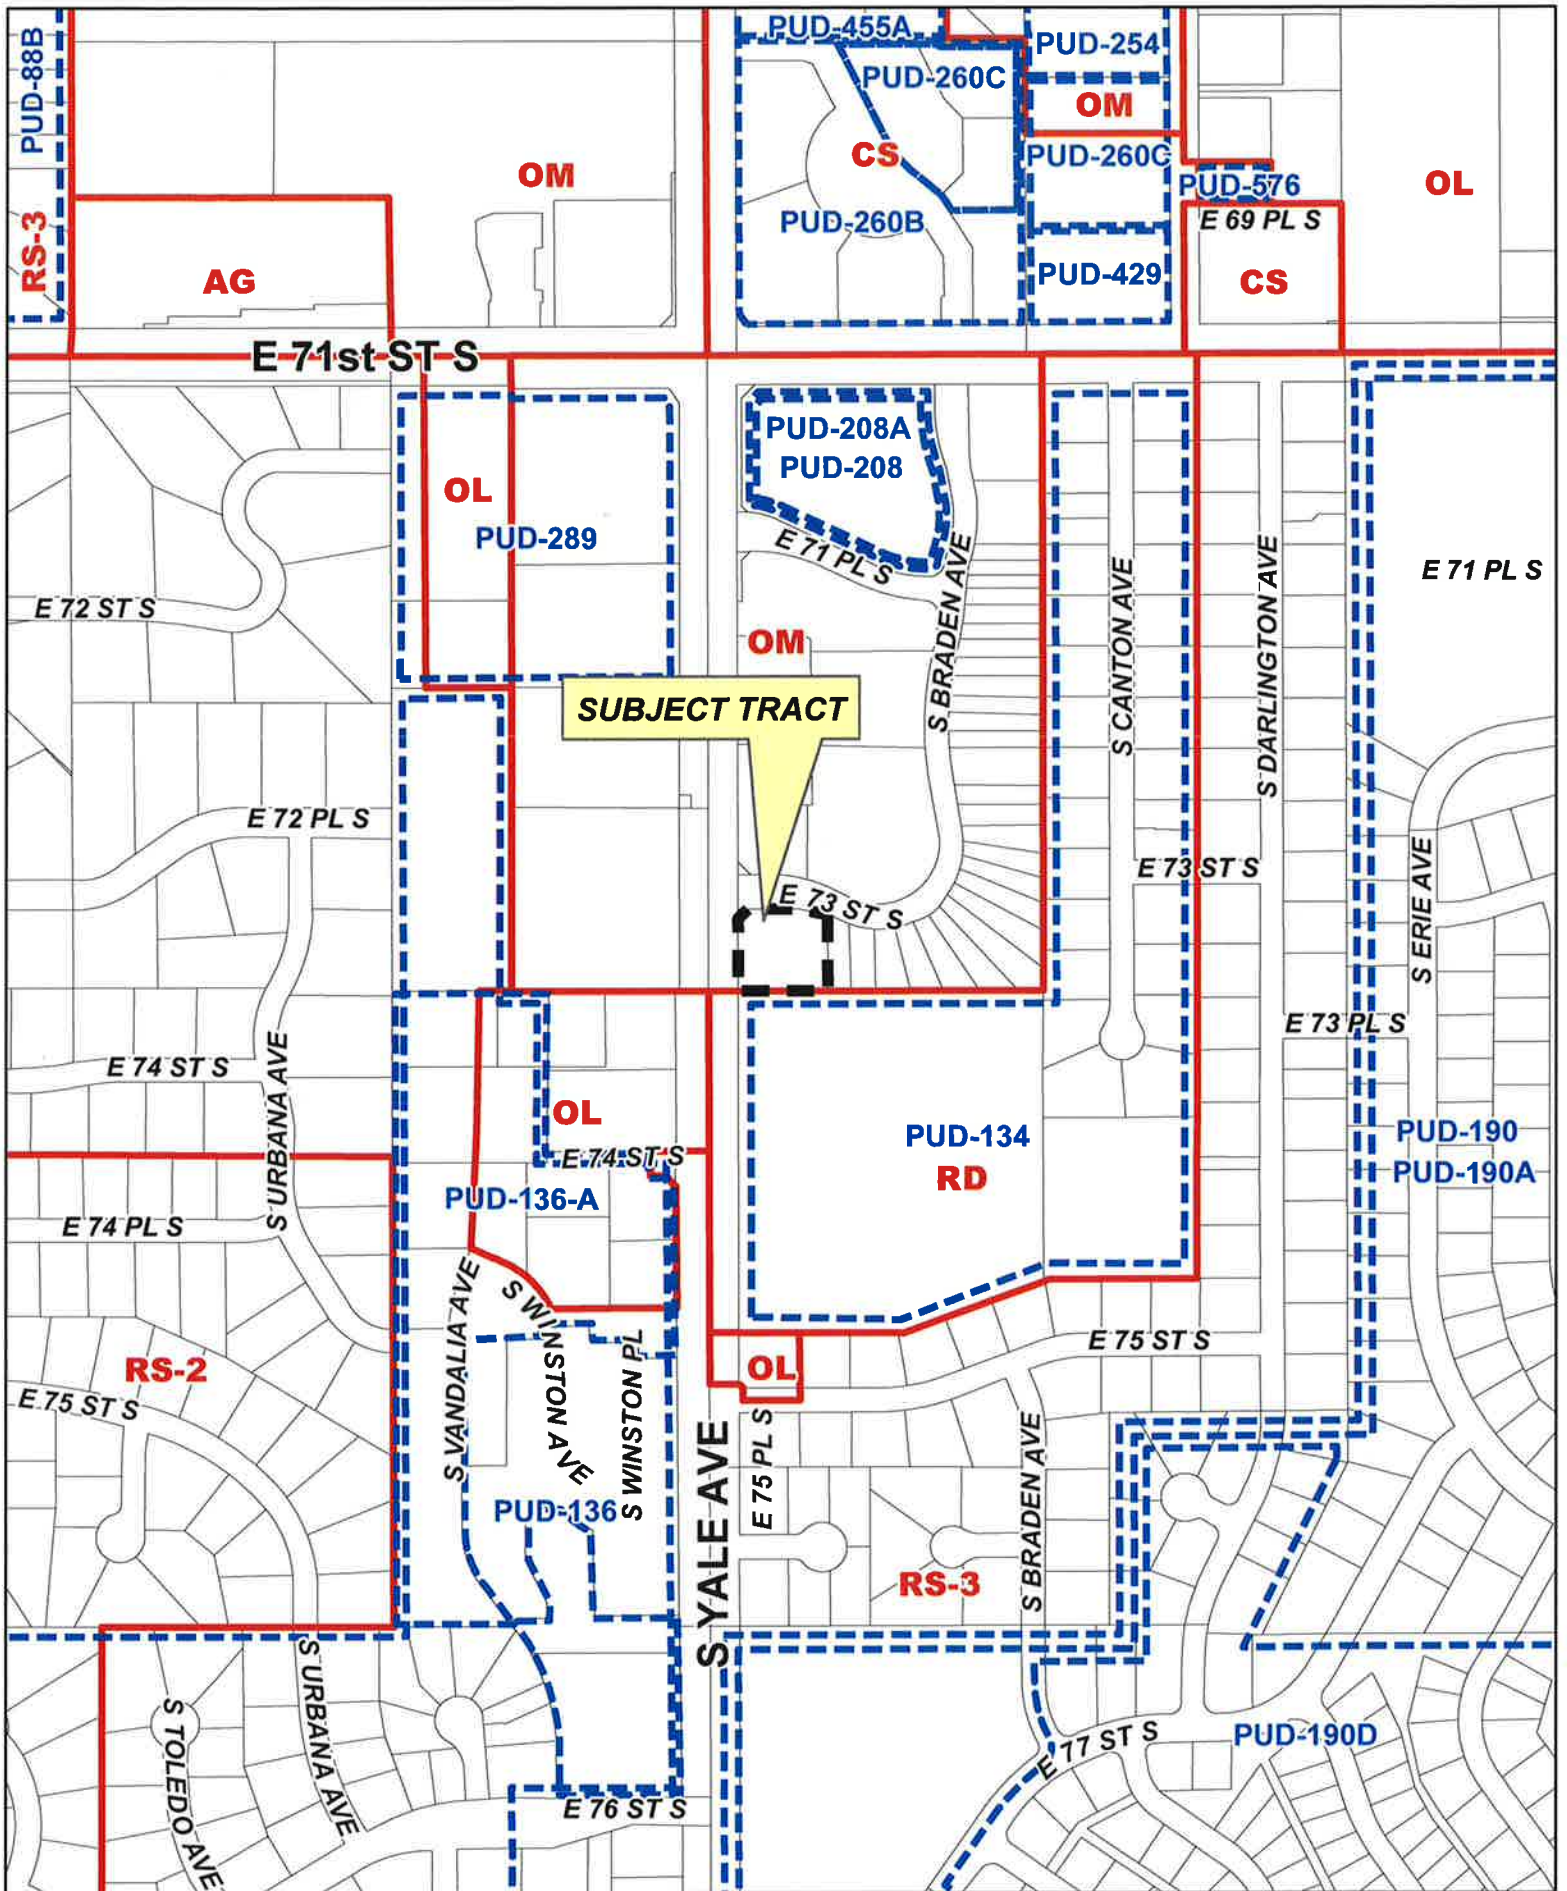 PUD-88B
RS-3
AG
OM
PUD-455A
PUD-260C
CS
PUD-260B
PUD-254
OM
PUD-260C
PUD-429
PUD-576
E 69 PL S
CS
OL
E 71st ST S
OL
PUD-289
PUD-208A
PUD-208
E 71 PL S
S BRADEN AVE
S CANTON AVE
S DARLINGTON AVE
E 71 PL S
E 72 ST S
OM
SUBJECT TRACT
E 72 PL S
E 73 ST S
E 73 ST S
S ERIE AVE
E 73 PL S
E 74 ST S
S URBANA AVE
OL
E 74 ST S
PUD-136-A
PUD-134
RD
PUD-190
PUD-190A
E 74 PL S
S VANDALIA AVE
S WINSTON AVE
S WINSTON PL
RS-2
E 75 ST S
OL
E 75 ST S
S YALE AVE
E 75 PL S
S BRADEN AVE
PUD-136
RS-3
S TOLEDO AVE
S URBANA AVE
E 76 ST S
E 77 ST S
PUD-190D